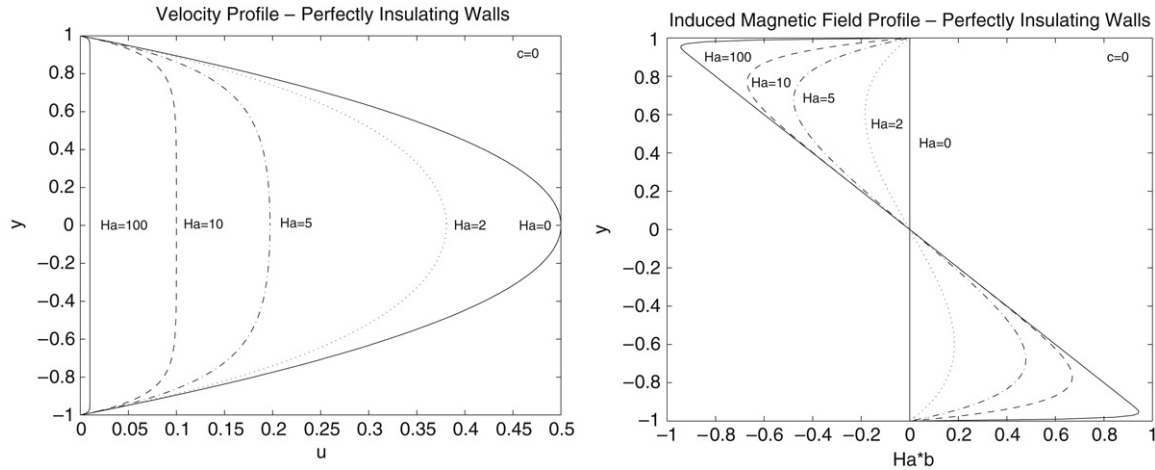 Velocity Profile – Perfectly Insulating Walls
1
0.8
0.6
0.4
0.2
0
−0.2
−0.4
−0.6
−0.8
−1
y
c=0
Ha=100
Ha=10
Ha=5
Ha=2
Ha=0
0
0.05
0.1
0.15
0.2
0.25
0.3
0.35
0.4
0.45
0.5
u
Induced Magnetic Field Profile – Perfectly Insulating Walls
1
0.8
0.6
0.4
0.2
0
−0.2
−0.4
−0.6
−0.8
−1
y
c=0
Ha=100
Ha=10
Ha=5
Ha=2
Ha=0
−1
−0.8
−0.6
−0.4
−0.2
0
0.2
0.4
0.6
0.8
1
Ha*b